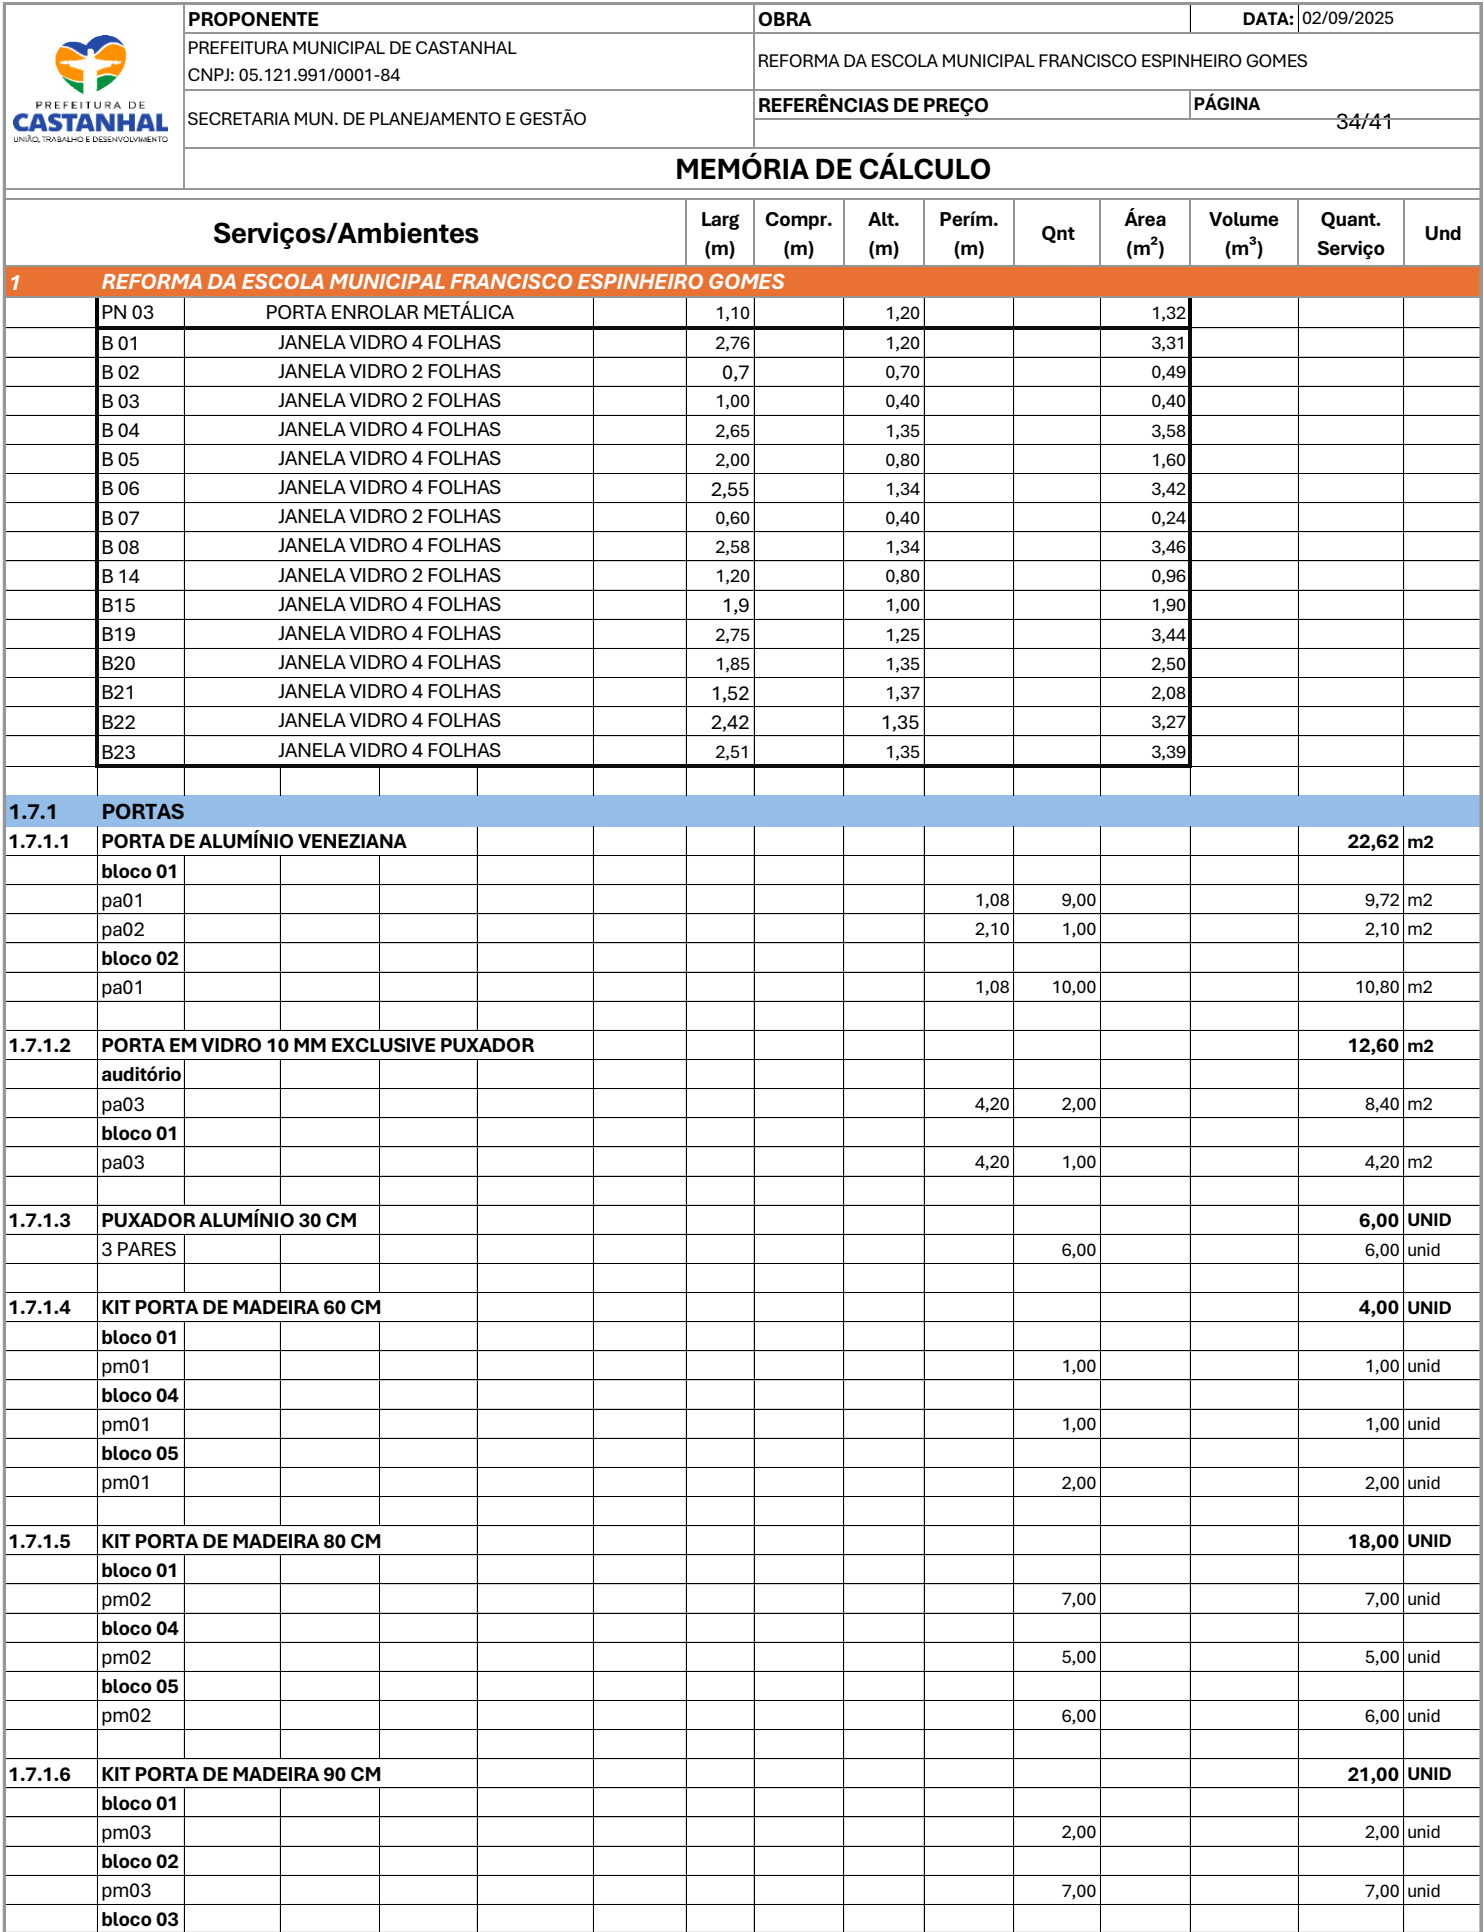 PREFEITURA DE
CASTANHAL
UNIÃO, TRABALHO E DESENVOLVIMENTO
PROPONENTE
PREFEITURA MUNICIPAL DE CASTANHAL
CNPJ: 05.121.991/0001-84
SECRETARIA MUN. DE PLANEJAMENTO E GESTÃO
OBRA DATA: 02/09/2025
REFORMA DA ESCOLA MUNICIPAL FRANCISCO ESPINHEIRO GOMES
REFERÊNCIAS DE PREÇO PÁGINA
34/41
MEMÓRIA DE CÁLCULO
Serviços/Ambientes Larg (m) Compr. (m) Alt. (m) Perím. (m) Qnt Área (m²) Volume (m³) Quant. Serviço Und
1 REFORMA DA ESCOLA MUNICIPAL FRANCISCO ESPINHEIRO GOMES
PN 03 PORTA ENROLAR METÁLICA 1,10 1,20 1,32
B 01 JANELA VIDRO 4 FOLHAS 2,76 1,20 3,31
B 02 JANELA VIDRO 2 FOLHAS 0,7 0,70 0,49
B 03 JANELA VIDRO 2 FOLHAS 1,00 0,40 0,40
B 04 JANELA VIDRO 4 FOLHAS 2,65 1,35 3,58
B 05 JANELA VIDRO 4 FOLHAS 2,00 0,80 1,60
B 06 JANELA VIDRO 4 FOLHAS 2,55 1,34 3,42
B 07 JANELA VIDRO 2 FOLHAS 0,60 0,40 0,24
B 08 JANELA VIDRO 4 FOLHAS 2,58 1,34 3,46
B 14 JANELA VIDRO 2 FOLHAS 1,20 0,80 0,96
B15 JANELA VIDRO 4 FOLHAS 1,9 1,00 1,90
B19 JANELA VIDRO 4 FOLHAS 2,75 1,25 3,44
B20 JANELA VIDRO 4 FOLHAS 1,85 1,35 2,50
B21 JANELA VIDRO 4 FOLHAS 1,52 1,37 2,08
B22 JANELA VIDRO 4 FOLHAS 2,42 1,35 3,27
B23 JANELA VIDRO 4 FOLHAS 2,51 1,35 3,39
1.7.1 PORTAS
1.7.1.1 PORTA DE ALUMÍNIO VENEZIANA 22,62 m2
bloco 01
pa01 1,08 9,00 9,72 m2
pa02 2,10 1,00 2,10 m2
bloco 02
pa01 1,08 10,00 10,80 m2
1.7.1.2 PORTA EM VIDRO 10 MM EXCLUSIVE PUXADOR 12,60 m2
auditório
pa03 4,20 2,00 8,40 m2
bloco 01
pa03 4,20 1,00 4,20 m2
1.7.1.3 PUXADOR ALUMÍNIO 30 CM 6,00 UNID
3 PARES 6,00 6,00 unid
1.7.1.4 KIT PORTA DE MADEIRA 60 CM 4,00 UNID
bloco 01
pm01 1,00 1,00 unid
bloco 04
pm01 1,00 1,00 unid
bloco 05
pm01 2,00 2,00 unid
1.7.1.5 KIT PORTA DE MADEIRA 80 CM 18,00 UNID
bloco 01
pm02 7,00 7,00 unid
bloco 04
pm02 5,00 5,00 unid
bloco 05
pm02 6,00 6,00 unid
1.7.1.6 KIT PORTA DE MADEIRA 90 CM 21,00 UNID
bloco 01
pm03 2,00 2,00 unid
bloco 02
pm03 7,00 7,00 unid
bloco 03